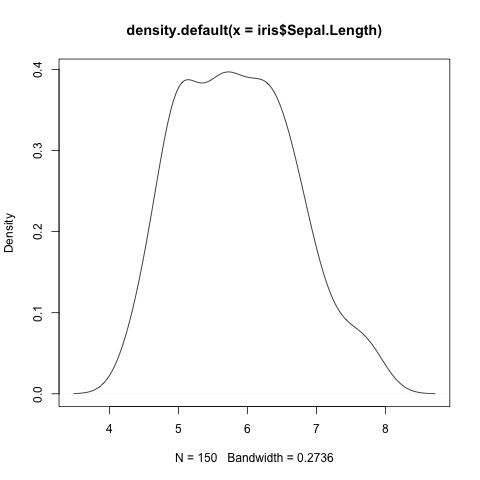 density.default(x = iris$Sepal.Length)
Density
0.4
0.3
0.2
0.1
0.0
4 5 6 7 8
N = 150 Bandwidth = 0.2736